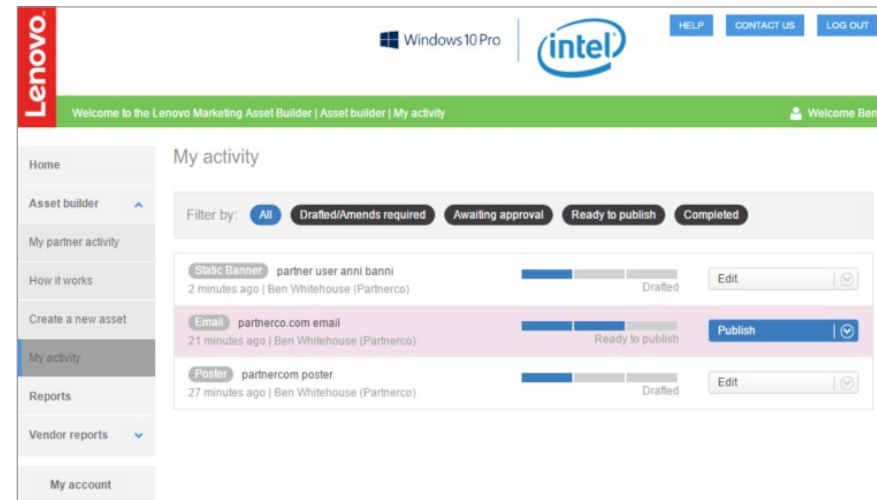 Lenovo.
Windows 10 Pro
intel
HELP
CONTACT US
LOG OUT
Welcome to the Lenovo Marketing Asset Builder | Asset builder | My activity
Welcome Ben
Home
Asset builder
My partner activity
How it works
Create a new asset
My activity
Reports
Vendor reports
My account
My activity
Filter by: All Drafted/Amends required Awaiting approval Ready to publish Completed
Static Banner partner user anni banni
2 minutes ago | Ben Whitehouse (Partnerco)
Drafted
Edit
Email partnerco.com email
21 minutes ago | Ben Whitehouse (Partnerco)
Ready to publish
Publish
Poster partnercom poster
27 minutes ago | Ben Whitehouse (Partnerco)
Drafted
Edit